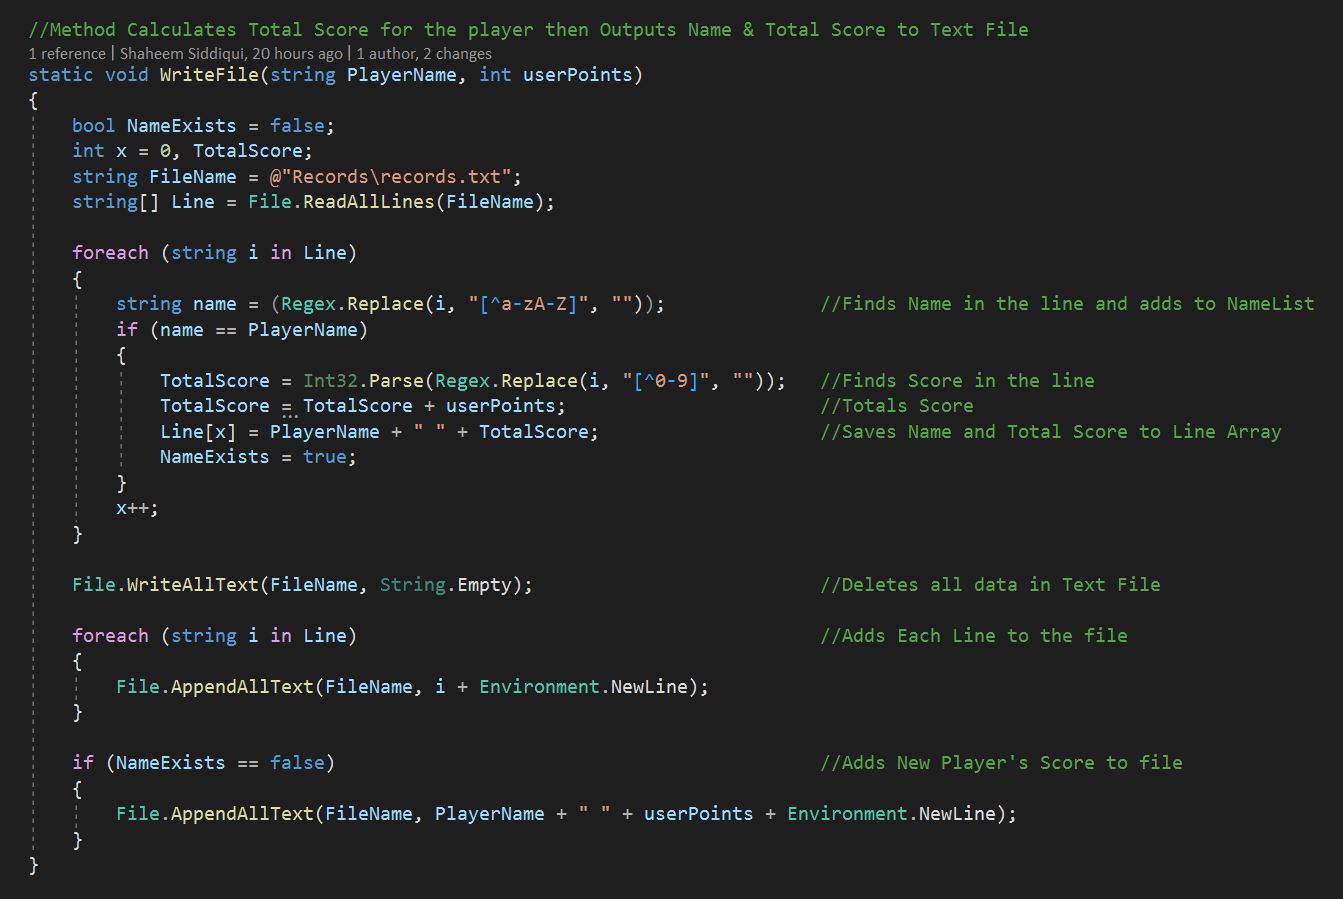 //Method Calculates Total Score for the player then Outputs Name & Total Score to Text File
1 reference | Shaheem Siddiqui, 20 hours ago | 1 author, 2 changes
static void WriteFile(string PlayerName, int userPoints)
{
    bool NameExists = false;
    int x = 0, TotalScore;
    string FileName = @"Records\records.txt";
    string[] Line = File.ReadAllLines(FileName);

    foreach (string i in Line)
    {
        string name = (Regex.Replace(i, "[^a-zA-Z]", ""));              //Finds Name in the line and adds to NameList
        if (name == PlayerName)
        {
            TotalScore = Int32.Parse(Regex.Replace(i, "[^0-9]", ""));   //Finds Score in the line
            TotalScore = TotalScore + userPoints;                       //Totals Score
            Line[x] = PlayerName + " " + TotalScore;                    //Saves Name and Total Score to Line Array
            NameExists = true;
        }
        x++;
    }

    File.WriteAllText(FileName, String.Empty);                          //Deletes all data in Text File

    foreach (string i in Line)                                          //Adds Each Line to the file
    {
        File.AppendAllText(FileName, i + Environment.NewLine);
    }

    if (NameExists == false)                                            //Adds New Player's Score to file
    {
        File.AppendAllText(FileName, PlayerName + " " + userPoints + Environment.NewLine);
    }
}